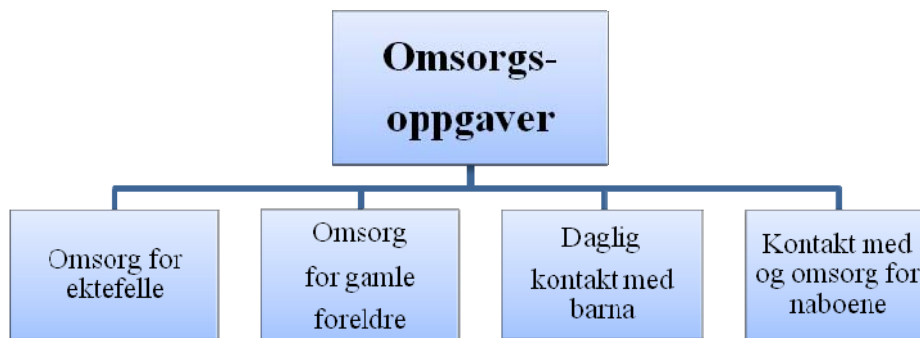 Omsorgs-
oppgaver
Omsorg for
ektefelle
Omsorg
for gamle
foreldre
Daglig
kontakt med
barna
Kontakt med
og omsorg for
naboene